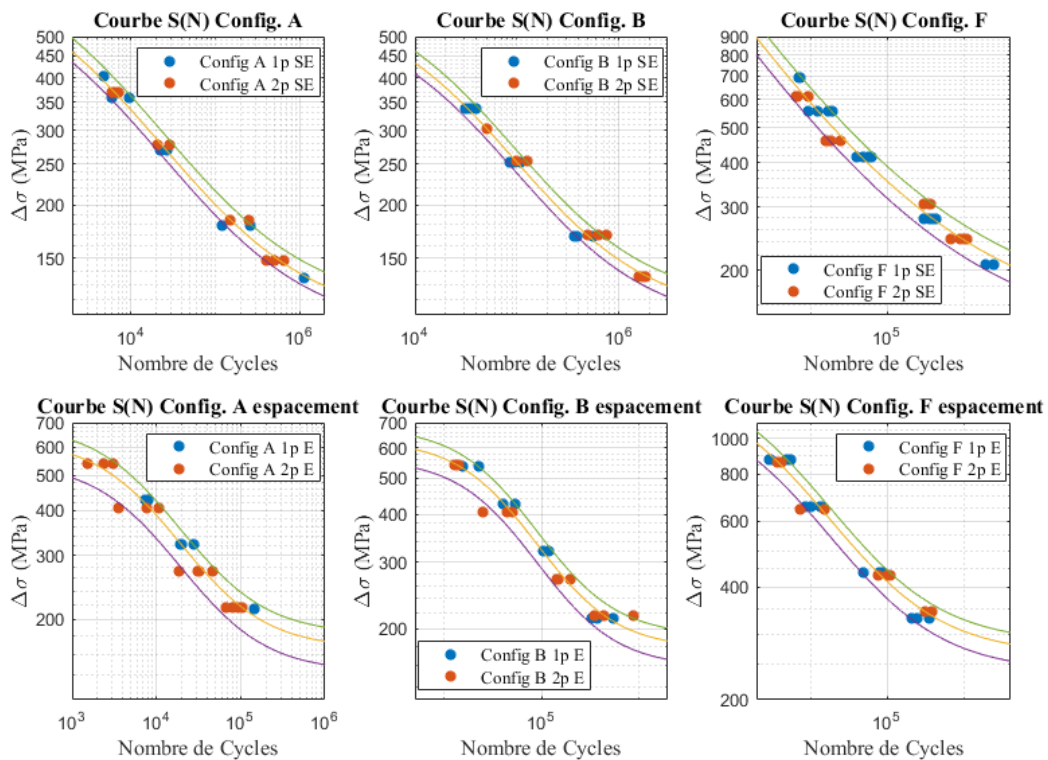 Courbe S(N) Config. A
500
450
400
350
300
250
200
150
Δσ (MPa)
Config A 1p SE
Config A 2p SE
10^4
10^5
10^6
Nombre de Cycles
Courbe S(N) Config. B
500
450
400
350
300
250
200
150
Δσ (MPa)
Config B 1p SE
Config B 2p SE
10^4
10^5
10^6
Nombre de Cycles
Courbe S(N) Config. F
900
800
700
600
500
400
300
200
Δσ (MPa)
Config F 1p SE
Config F 2p SE
10^5
Nombre de Cycles
Courbe S(N) Config. A espacement
700
600
500
400
300
200
Δσ (MPa)
Config A 1p E
Config A 2p E
10^3
10^4
10^5
10^6
Nombre de Cycles
Courbe S(N) Config. B espacement
700
600
500
400
300
200
Δσ (MPa)
Config B 1p E
Config B 2p E
10^5
Nombre de Cycles
Courbe S(N) Config. F espacement
1000
800
600
400
200
Δσ (MPa)
Config F 1p E
Config F 2p E
10^5
Nombre de Cycles